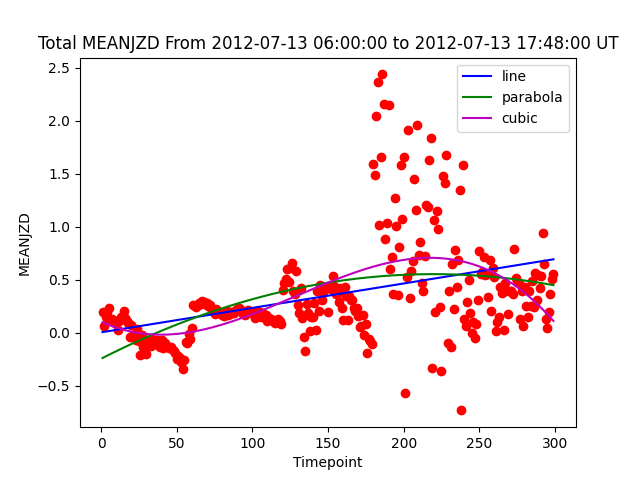 Total MEANJZD From 2012-07-13 06:00:00 to 2012-07-13 17:48:00 UT
line
parabola
cubic
2.5
2.0
1.5
1.0
0.5
0.0
−0.5
MEANJZD
0 50 100 150 200 250 300
Timepoint